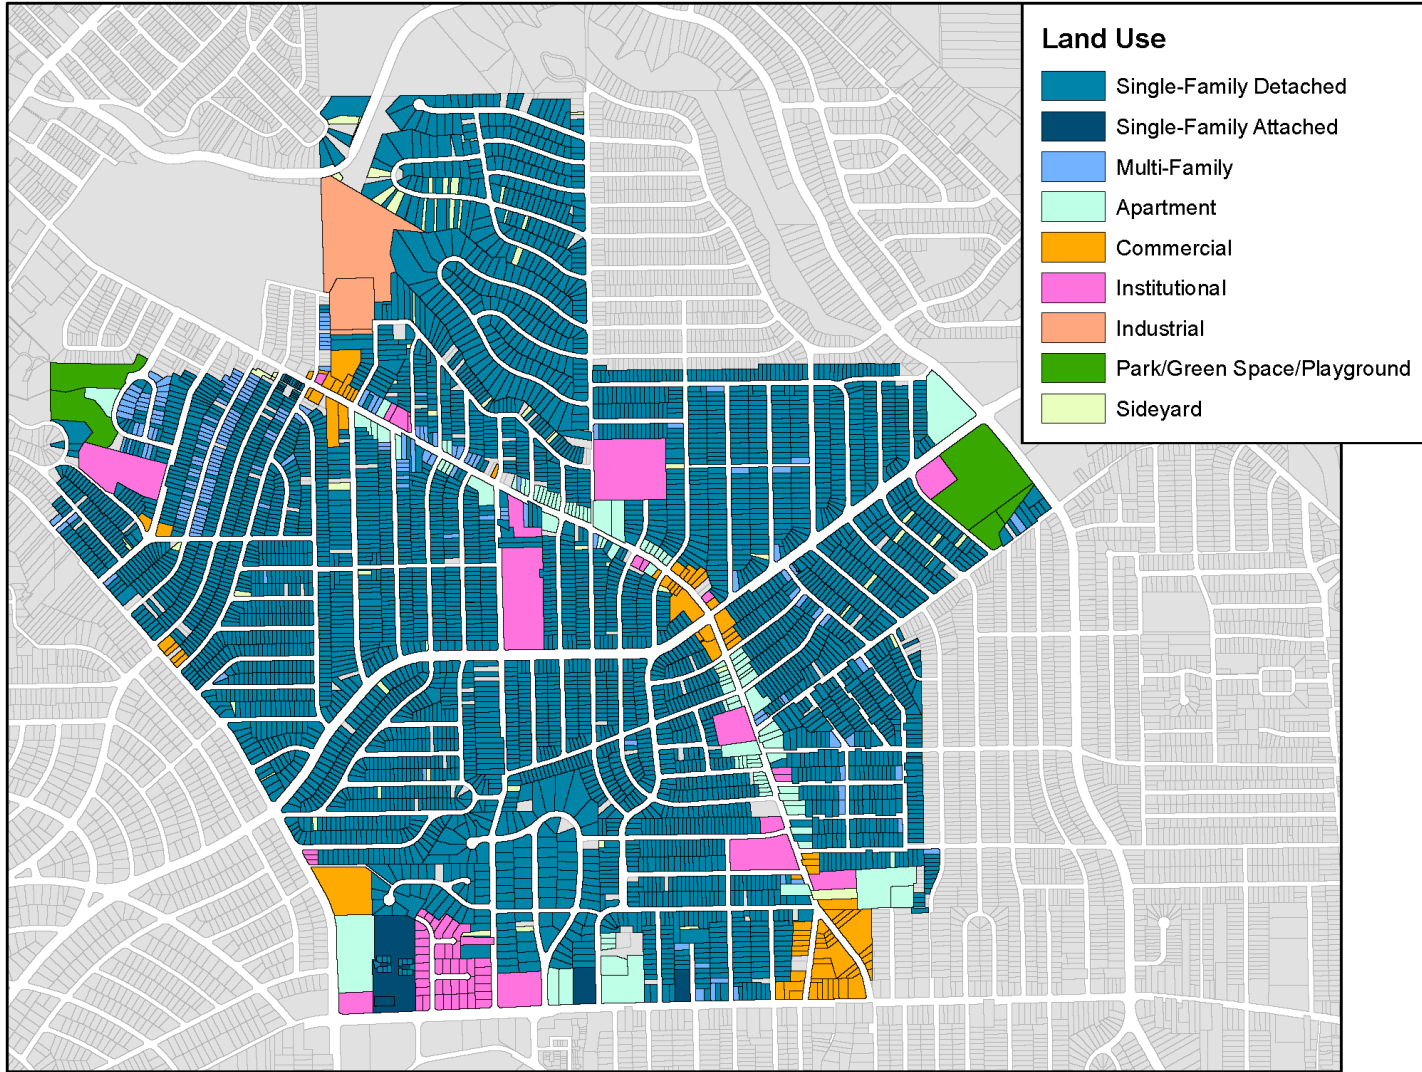 Land Use
Single-Family Detached
Single-Family Attached
Multi-Family
Apartment
Commercial
Institutional
Industrial
Park/Green Space/Playground
Sideyard